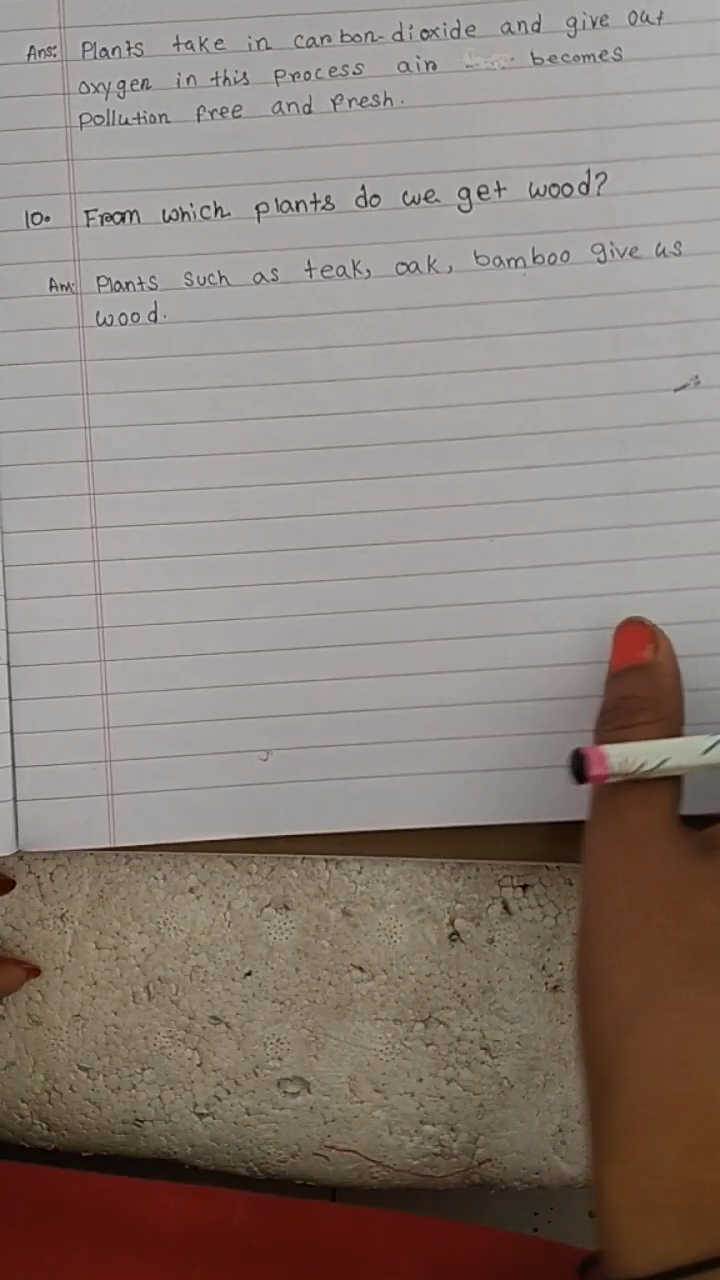 Ans: Plants take in carbon-dioxide and give out
oxygen in this process air becomes
pollution free and fresh.
10. From which plants do we get wood?
Ans: Plants such as teak, oak, bamboo give us
wood.